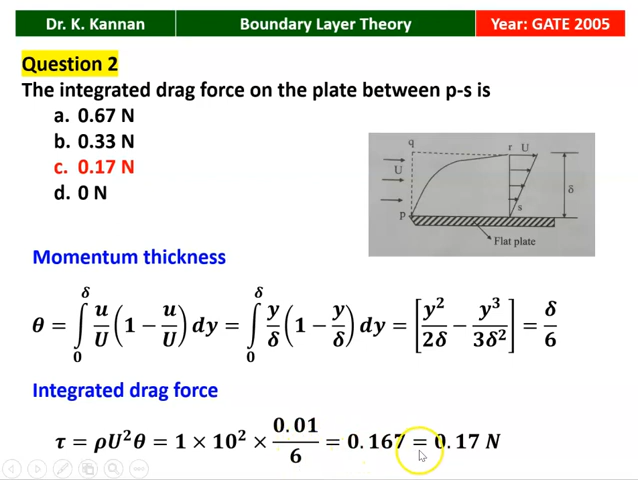 Dr. K. Kannan
Boundary Layer Theory
Year: GATE 2005
Question 2
The integrated drag force on the plate between p-s is
a. 0.67 N
b. 0.33 N
c. 0.17 N
d. 0 N
q
r U
U
δ
s
p
Flat plate
Momentum thickness
θ = ∫₀^δ u/U (1 − u/U) dy = ∫₀^δ y/δ (1 − y/δ) dy = [y²/2δ − y³/3δ²] = δ/6
Integrated drag force
τ = ρU²θ = 1 × 10² × 0.01/6 = 0.167 = 0.17 N